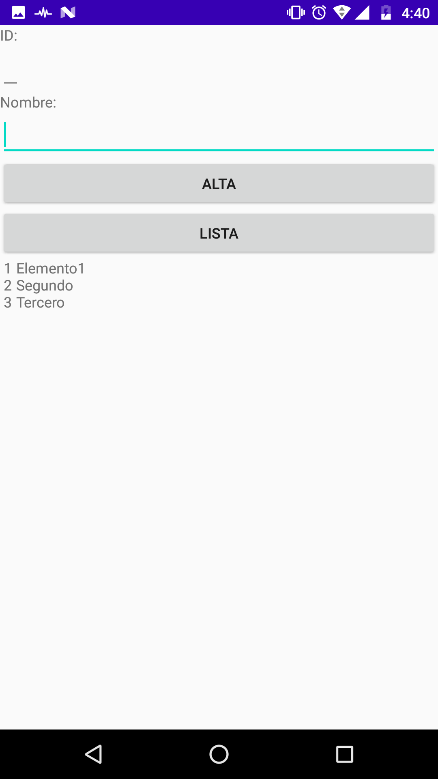 4:40
ID:
Nombre:
ALTA
LISTA
1 Elemento1
2 Segundo
3 Tercero